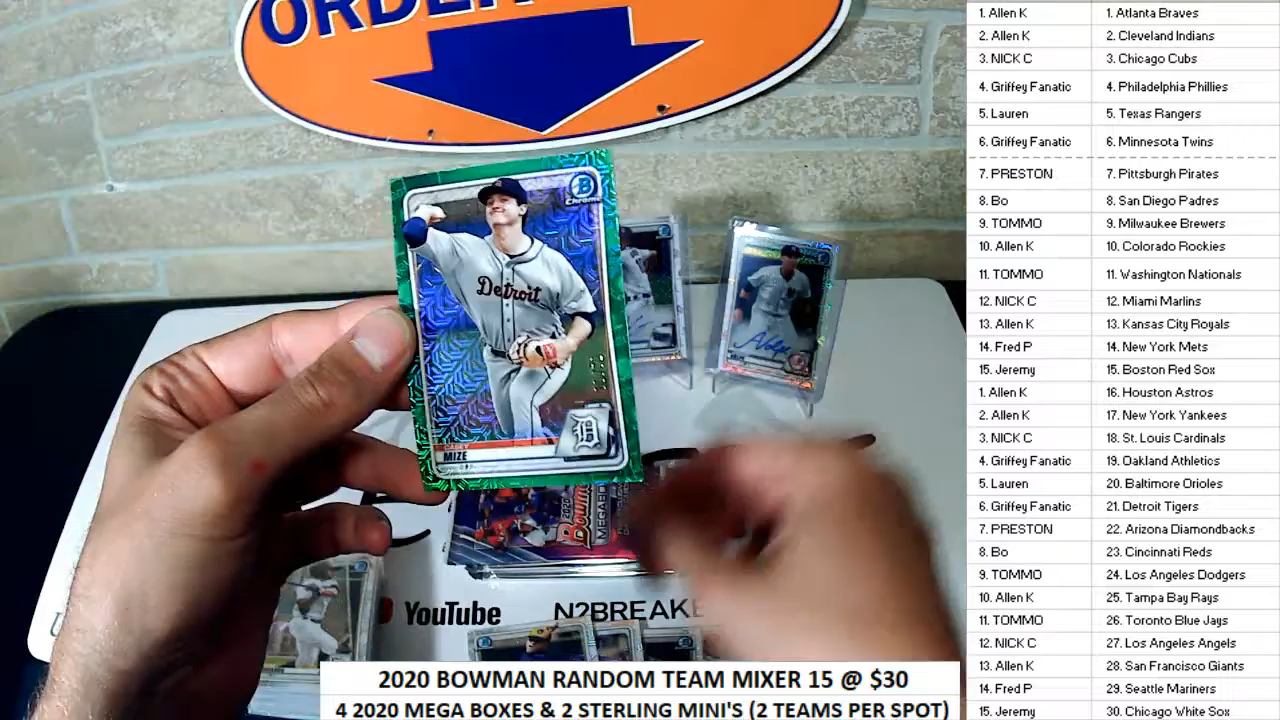 ORDER
B
Chrome
Detroit
CASEY
MIZE
2020
Bowman
MEGABOX
YouTube
N2BREAKE
2020 BOWMAN RANDOM TEAM MIXER 15 @ $30
4 2020 MEGA BOXES & 2 STERLING MINI'S (2 TEAMS PER SPOT)
1. Allen K 1. Atlanta Braves
2. Allen K 2. Cleveland Indians
3. NICK C 3. Chicago Cubs
4. Griffey Fanatic 4. Philadelphia Phillies
5. Lauren 5. Texas Rangers
6. Griffey Fanatic 6. Minnesota Twins
7. PRESTON 7. Pittsburgh Pirates
8. Bo 8. San Diego Padres
9. TOMMO 9. Milwaukee Brewers
10. Allen K 10. Colorado Rockies
11. TOMMO 11. Washington Nationals
12. NICK C 12. Miami Marlins
13. Allen K 13. Kansas City Royals
14. Fred P 14. New York Mets
15. Jeremy 15. Boston Red Sox
1. Allen K 16. Houston Astros
2. Allen K 17. New York Yankees
3. NICK C 18. St. Louis Cardinals
4. Griffey Fanatic 19. Oakland Athletics
5. Lauren 20. Baltimore Orioles
6. Griffey Fanatic 21. Detroit Tigers
7. PRESTON 22. Arizona Diamondbacks
8. Bo 23. Cincinnati Reds
9. TOMMO 24. Los Angeles Dodgers
10. Allen K 25. Tampa Bay Rays
11. TOMMO 26. Toronto Blue Jays
12. NICK C 27. Los Angeles Angels
13. Allen K 28. San Francisco Giants
14. Fred P 29. Seattle Mariners
15. Jeremy 30. Chicago White Sox